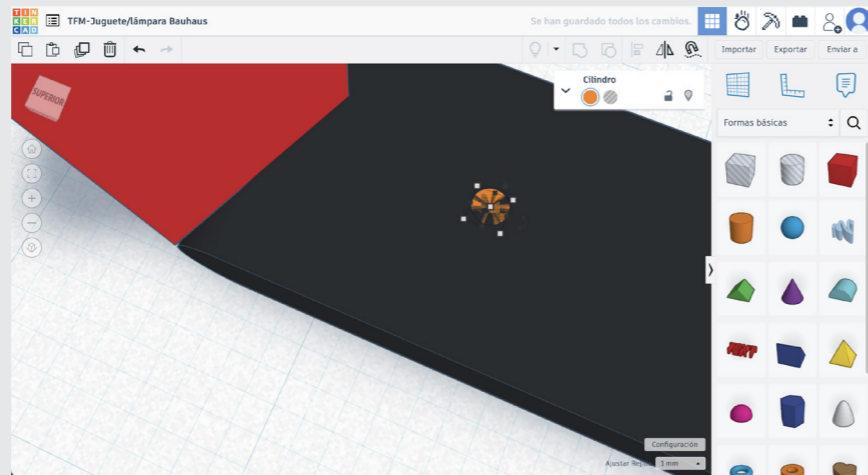 TIN
KER
CAD
TFM-Juguete/lámpara Bauhaus
Se han guardado todos los cambios.
Importar
Exportar
Enviar a
SUPERIOR
Cilindro
Formas básicas
TEXT
Configuración
Ajustar Rejilla
1 mm